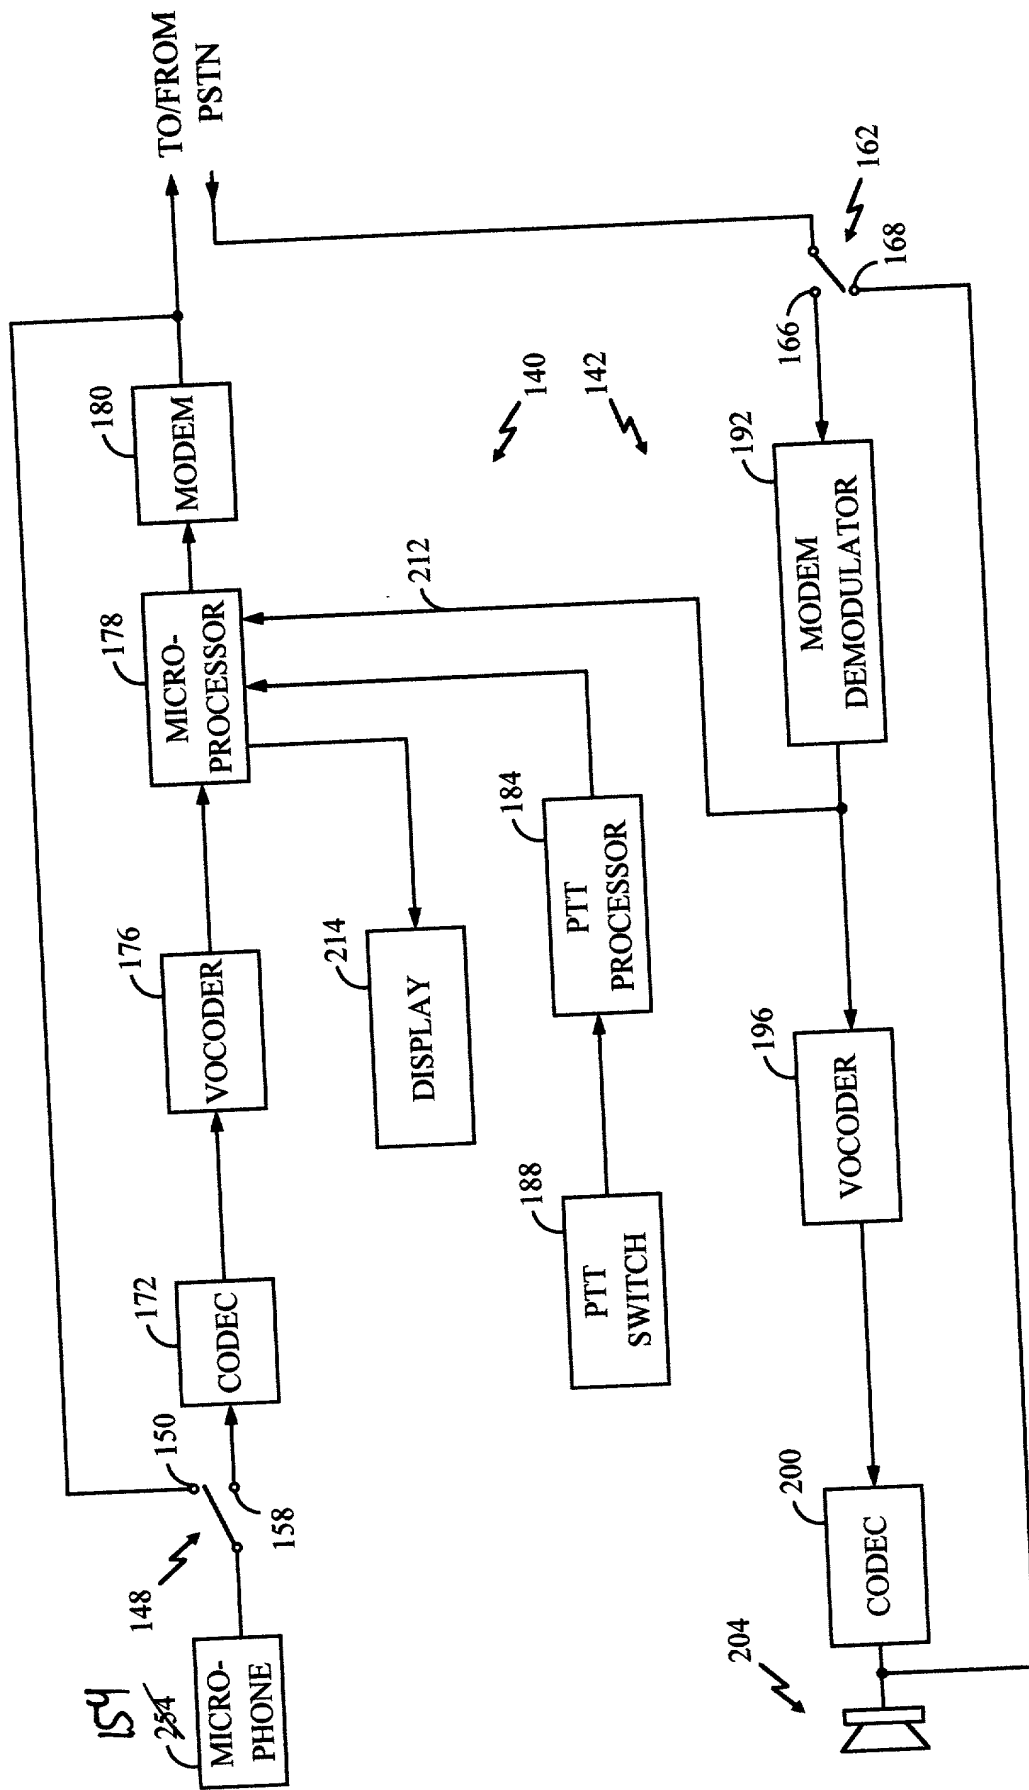 TO/FROM
PSTN
154
254
MICRO-
PHONE
148
150
158
172
CODEC
176
VOCODER
178
MICRO-
PROCESSOR
180
MODEM
214
DISPLAY
212
140
142
188
PTT
SWITCH
184
PTT
PROCESSOR
204
200
CODEC
196
VOCODER
192
MODEM
DEMODULATOR
166
162
168